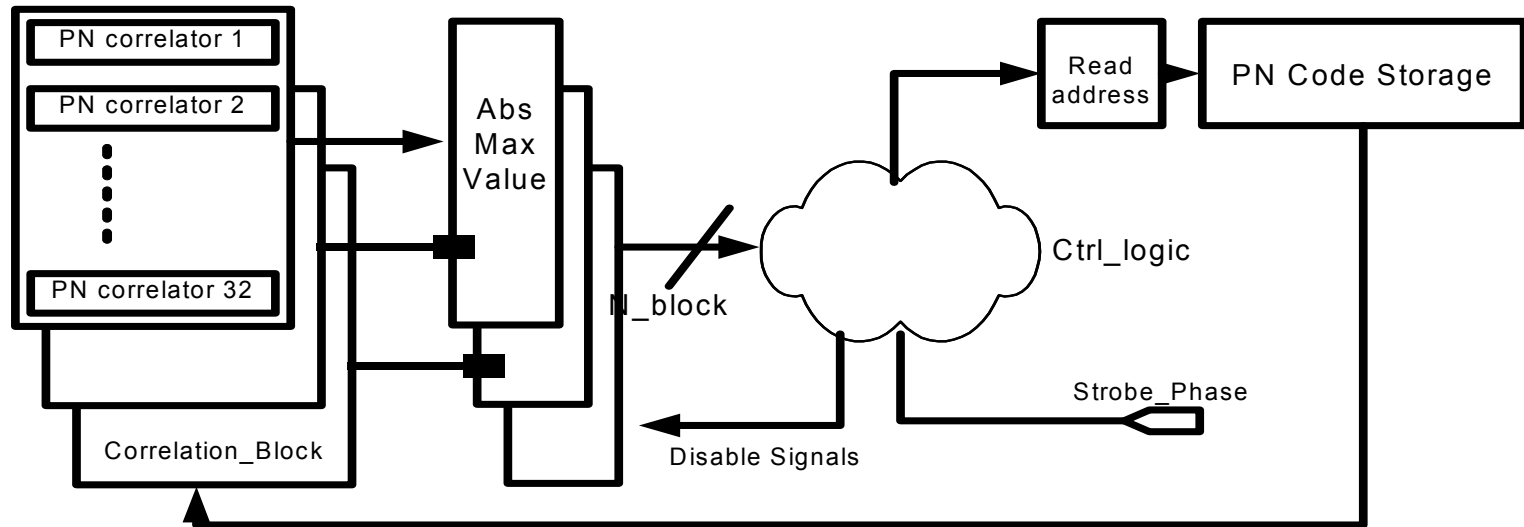 PN correlator 1
PN correlator 2
PN correlator 32
Correlation_Block
Abs
Max
Value
N_block
Ctrl_logic
Read
address
PN Code Storage
Strobe_Phase
Disable Signals